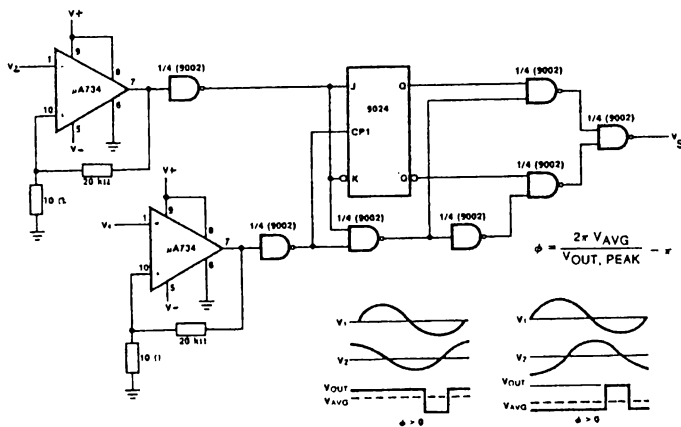 V+
9
8
V₂
1
7
μA734
10
6
5
V−
20 kΩ
10 Ω
1/4 (9002)
J
Q
9024
CP1
K
Q
1/4 (9002)
1/4 (9002)
1/4 (9002)
V+
9
8
1
7
μA734
10
6
5
V−
20 kΩ
10 Ω
1/4 (9002)
1/4 (9002)
1/4 (9002)
ϕ = 2π VAVG / VOUT, PEAK − π
V₁
V₂
VOUT
VAVG
ϕ > 0
V₁
V₂
VOUT
VAVG
ϕ > 0